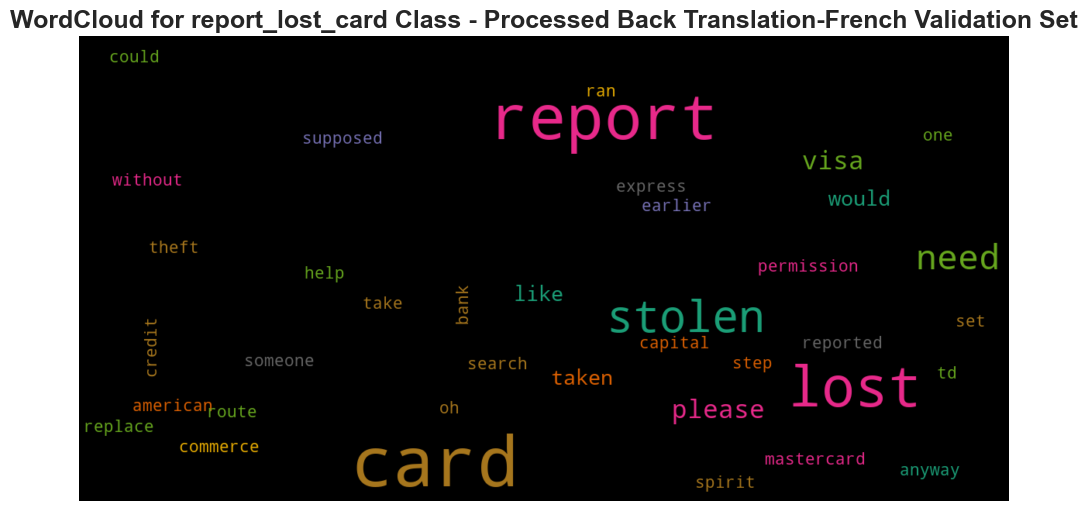 WordCloud for report_lost_card Class - Processed Back Translation-French Validation Set
could
ran
report
supposed
one
visa
without
express
would
earlier
theft
need
permission
help
like
take
bank
stolen
set
credit
capital
reported
someone
search
step
lost
td
taken
american
route
oh
please
replace
commerce
card
mastercard
anyway
spirit